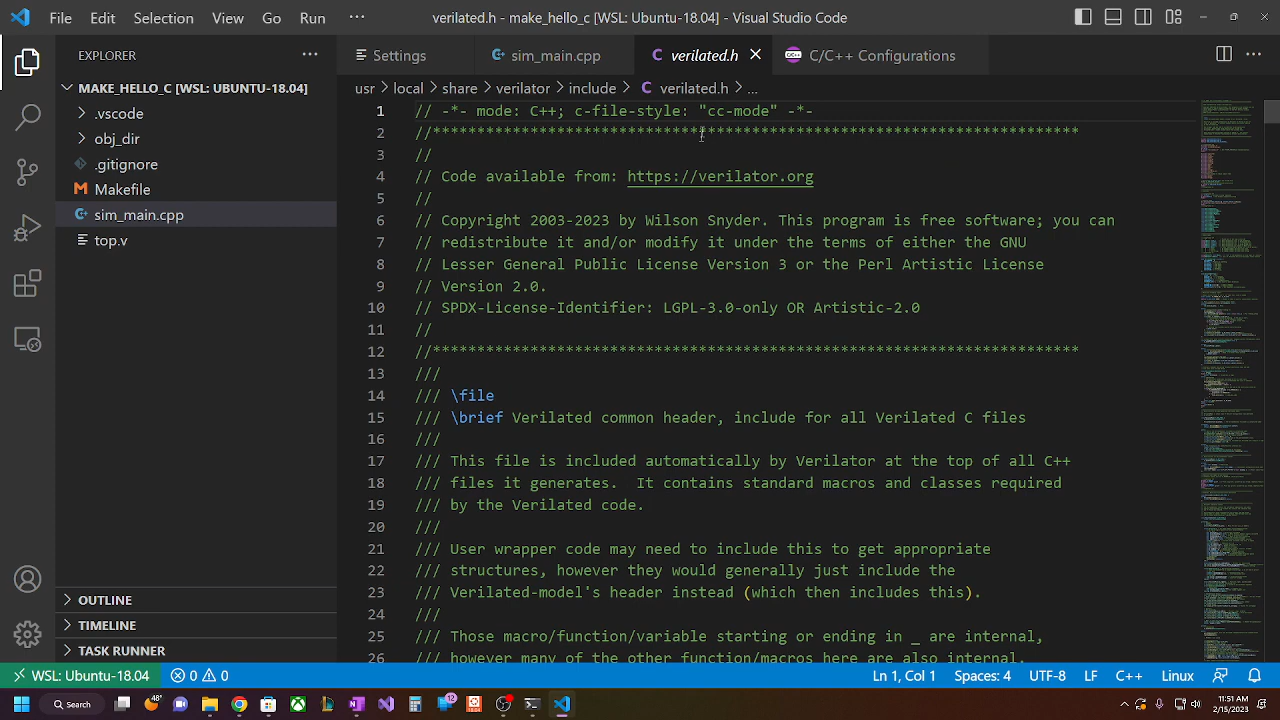 File Edit Selection View Go Run ···
verilated.h - make_hello_c [WSL: Ubuntu-18.04] - Visual Studio Code
EXPLORER
MAKE_HELLO_C [WSL: UBUNTU-18.04]
.vscode
obj_dir
.gitignore
Makefile
sim_main.cpp
top.v
OUTLINE
TIMELINE
Settings
sim_main.cpp
verilated.h
C/C++ Configurations
usr > local > share > verilator > include > verilated.h > ...
1 // -*- mode: C++; c-file-style: "cc-mode" -*-
2 //*************************************************************************
3 //
4 // Code available from: https://verilator.org
5 //
6 // Copyright 2003-2023 by Wilson Snyder. This program is free software; you can
7 // redistribute it and/or modify it under the terms of either the GNU
8 // Lesser General Public License Version 3 or the Perl Artistic License
9 // Version 2.0.
10 // SPDX-License-Identifier: LGPL-3.0-only OR Artistic-2.0
11 //
12 //*************************************************************************
13 ///
14 /// \file
15 /// \brief Verilated common header, include for all Verilated C files
16 ///
17 /// This file is included automatically by Verilator at the top of all C++
18 /// files it generates. It contains standard macros and classes required
19 /// by the Verilated code.
20 ///
21 /// User wrapper code may need to include this to get appropriate
22 /// structures, however they would generally just include the
23 /// Verilated-model's header instead (which then includes this).
24 ///
25 /// Those macro/function/variable starting or ending in _ are internal,
WSL: Ubuntu-18.04
0 0
Ln 1, Col 1
Spaces: 4
UTF-8
LF
C++
Linux
Search
12
11:51 AM
2/15/2023